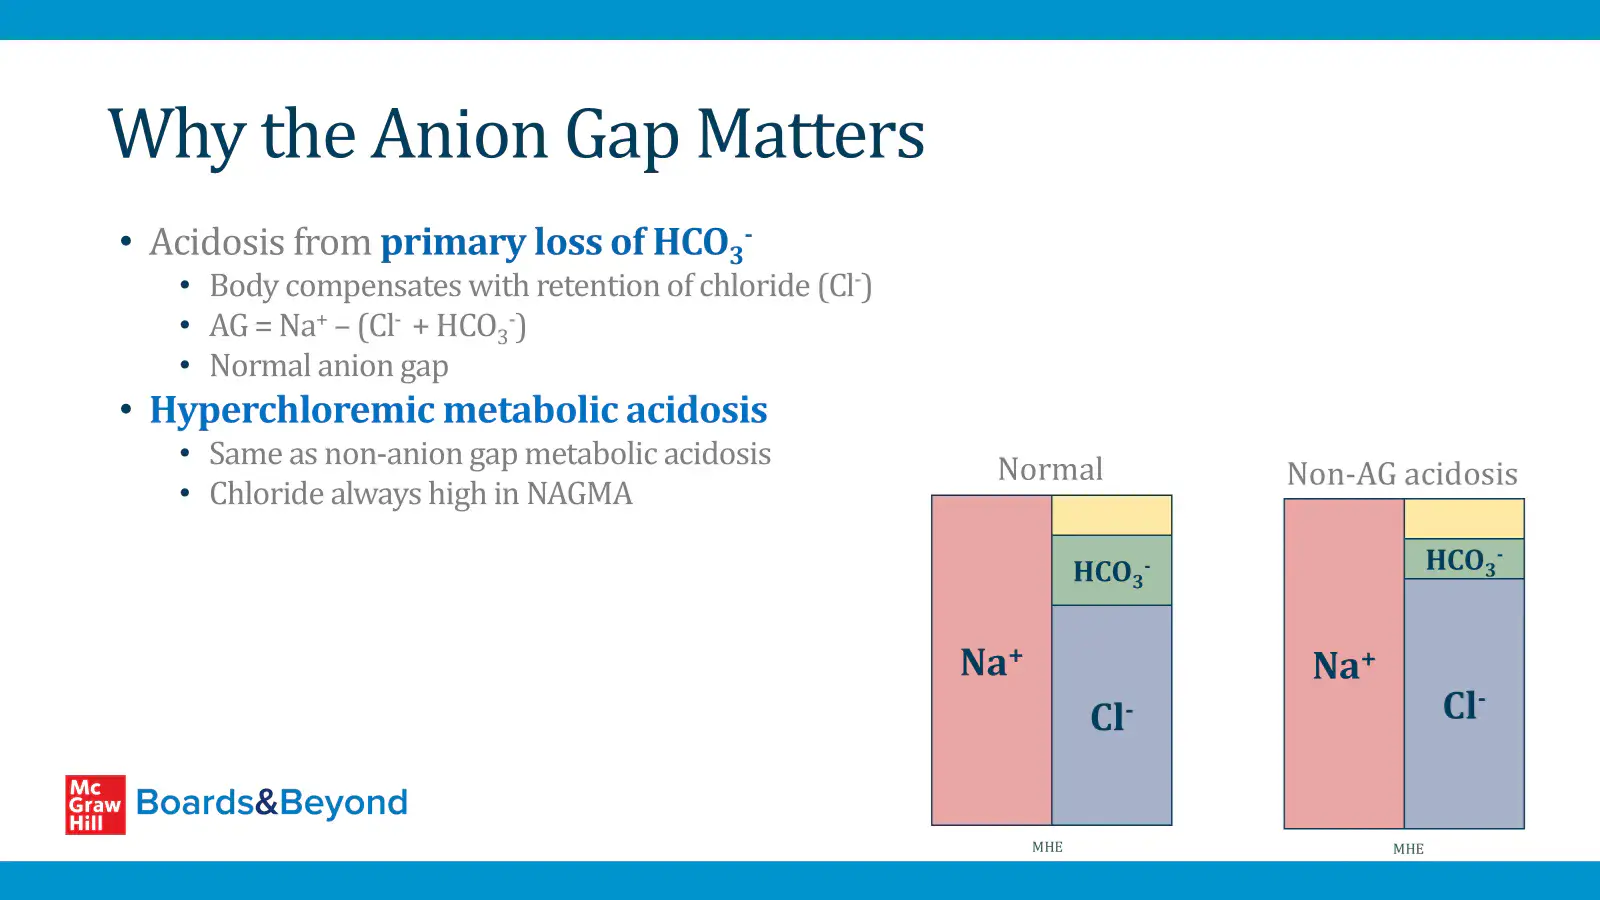 Why the Anion Gap Matters
• Acidosis from primary loss of HCO₃⁻
• Body compensates with retention of chloride (Cl⁻)
• AG = Na⁺ – (Cl⁻ + HCO₃⁻)
• Normal anion gap
• Hyperchloremic metabolic acidosis
• Same as non-anion gap metabolic acidosis
• Chloride always high in NAGMA
Normal
HCO₃⁻
Na⁺
Cl⁻
MHE
Non-AG acidosis
HCO₃⁻
Na⁺
Cl⁻
MHE
Mc
Graw
Hill
Boards&Beyond